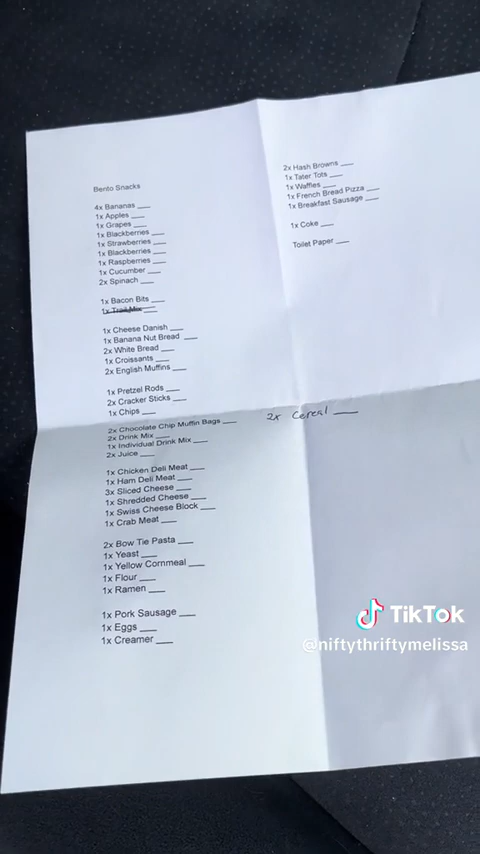 Bento Snacks
4x Bananas ___
1x Apples ___
1x Grapes ___
1x Blackberries ___
1x Strawberries ___
1x Blackberries ___
1x Raspberries ___
1x Cucumber ___
2x Spinach ___
1x Bacon Bits ___
1x Trail Mix ___
1x Cheese Danish ___
1x Banana Nut Bread ___
2x White Bread ___
1x Croissants ___
2x English Muffins ___
1x Pretzel Rods ___
2x Cracker Sticks ___
1x Chips ___
2x Chocolate Chip Muffin Bags ___
2x Drink Mix ___
1x Individual Drink Mix ___
2x Juice ___
1x Chicken Deli Meat ___
1x Ham Deli Meat ___
3x Sliced Cheese ___
1x Shredded Cheese ___
1x Swiss Cheese Block ___
1x Crab Meat ___
2x Bow Tie Pasta ___
1x Yeast ___
1x Yellow Cornmeal ___
1x Flour ___
1x Ramen ___
1x Pork Sausage ___
1x Eggs ___
1x Creamer ___
2x Hash Browns ___
1x Tater Tots ___
1x Waffles ___
1x French Bread Pizza ___
1x Breakfast Sausage ___
1x Coke ___
Toilet Paper ___
2x Cereal ___
TikTok
@niftythriftymelissa